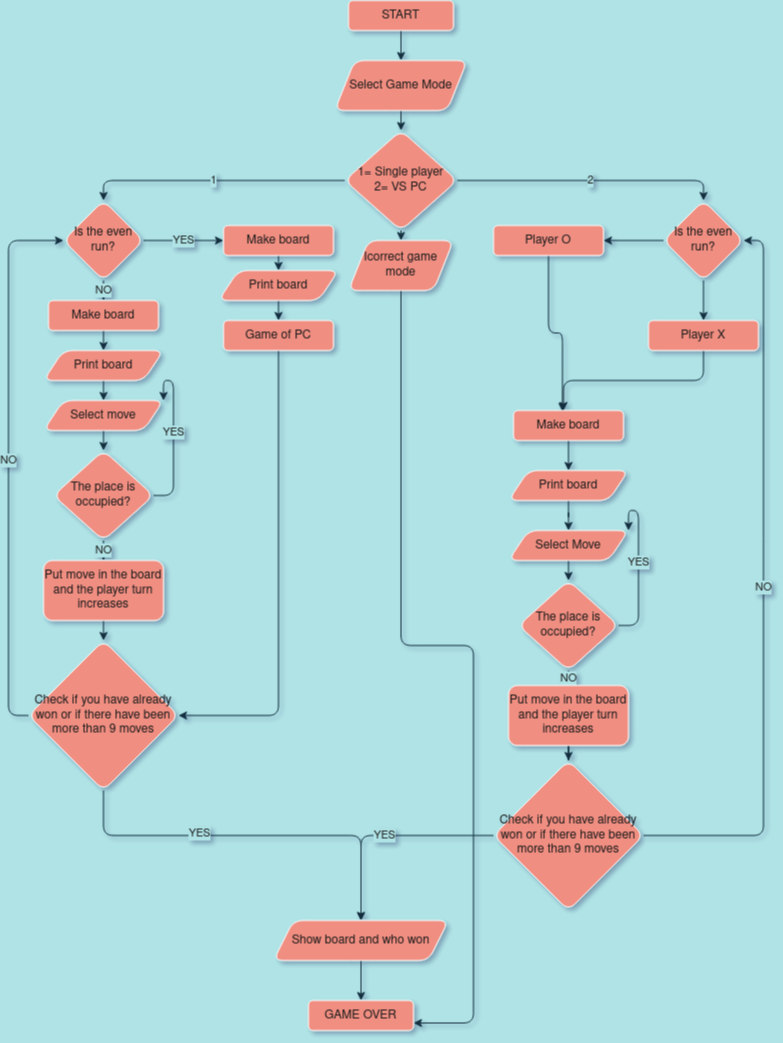 START
Select Game Mode
1= Single player
2= VS PC
1
2
Is the even
run?
YES
Make board
Icorrect game
mode
Player O
Is the even
run?
Print board
NO
Make board
Game of PC
Player X
Print board
Select move
YES
Make board
NO
The place is
occupied?
Print board
Select Move
NO
YES
Put move in the board
and the player turn
increases
NO
The place is
occupied?
NO
Check if you have already
won or if there have been
more than 9 moves
Put move in the board
and the player turn
increases
YES
YES
Check if you have already
won or if there have been
more than 9 moves
Show board and who won
GAME OVER